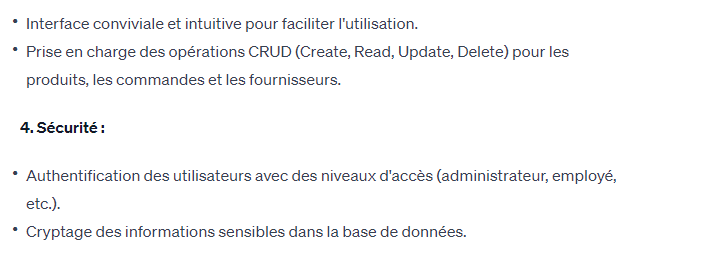 • Interface conviviale et intuitive pour faciliter l'utilisation.
• Prise en charge des opérations CRUD (Create, Read, Update, Delete) pour les
produits, les commandes et les fournisseurs.
4. Sécurité :
• Authentification des utilisateurs avec des niveaux d'accès (administrateur, employé,
etc.).
• Cryptage des informations sensibles dans la base de données.